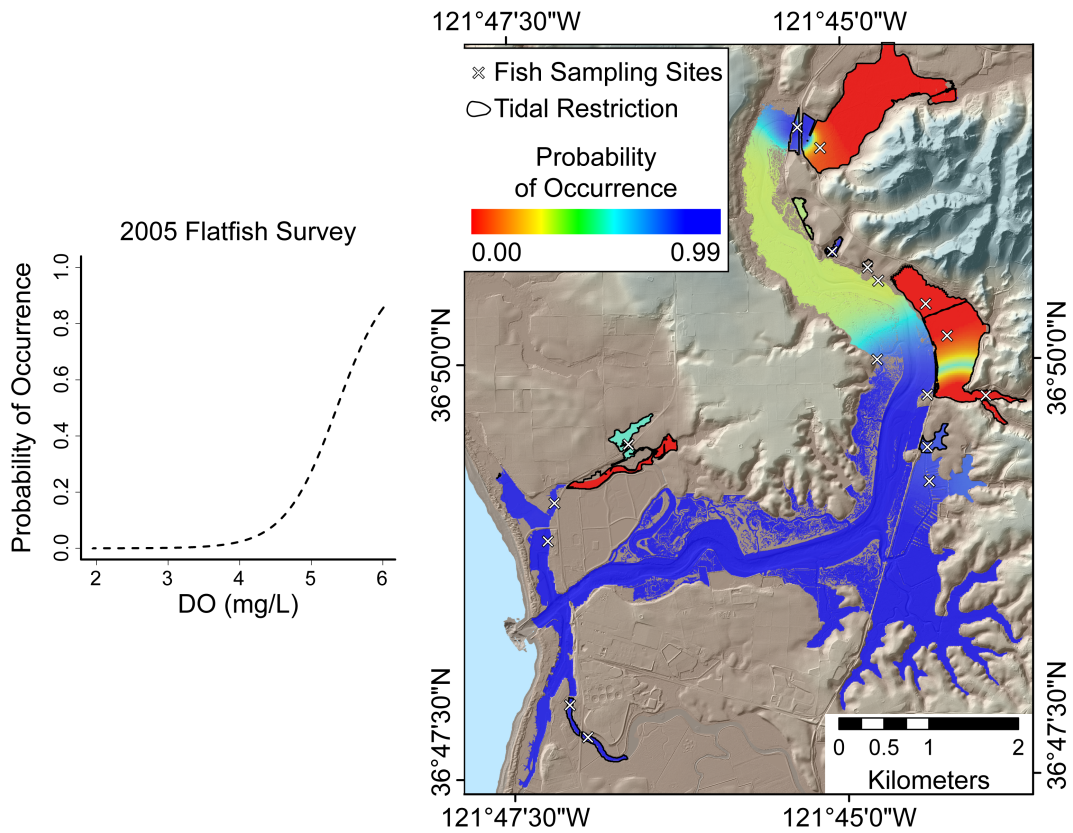 121°47'30"W
121°45'0"W
Fish Sampling Sites
Tidal Restriction
Probability
of Occurrence
0.00
0.99
2005 Flatfish Survey
Probability of Occurrence
1.0
0.8
0.6
0.4
0.2
0.0
2
3
4
5
6
DO (mg/L)
36°50'0"N
36°50'0"N
36°47'30"N
36°47'30"N
0
0.5
1
2
Kilometers
121°47'30"W
121°45'0"W